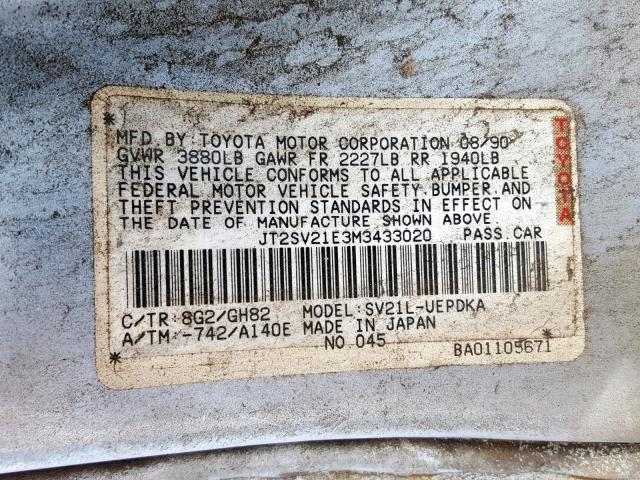 MFD. BY: TOYOTA MOTOR CORPORATION 08/90
GVWR 3880LB GAWR FR 2227LB RR 1940LB
THIS VEHICLE CONFORMS TO ALL APPLICABLE
FEDERAL MOTOR VEHICLE SAFETY, BUMPER, AND
THEFT PREVENTION STANDARDS IN EFFECT ON
THE DATE OF MANUFACTURE SHOWN ABOVE.
JT2SV21E3M3433020 PASS CAR
C/TR: 8G2/GH82 MODEL: SV21L-UEPDKA
A/TM: -742/A140E MADE IN JAPAN
NO 045 BA01105671
TOYOTA